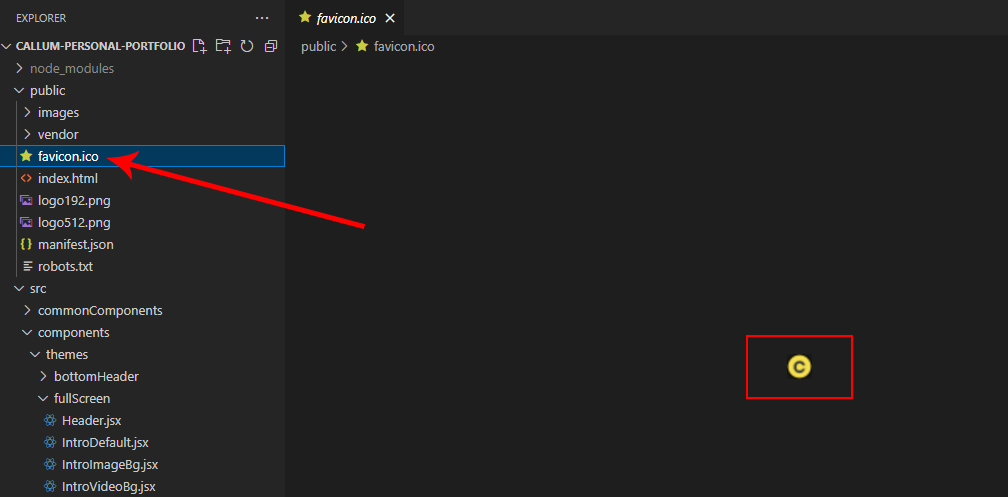 EXPLORER
CALLUM-PERSONAL-PORTFOLIO
node_modules
public
images
vendor
favicon.ico
index.html
logo192.png
logo512.png
manifest.json
robots.txt
src
commonComponents
components
themes
bottomHeader
fullScreen
Header.jsx
IntroDefault.jsx
IntroImageBg.jsx
IntroVideoBg.jsx
favicon.ico
public > favicon.ico
C